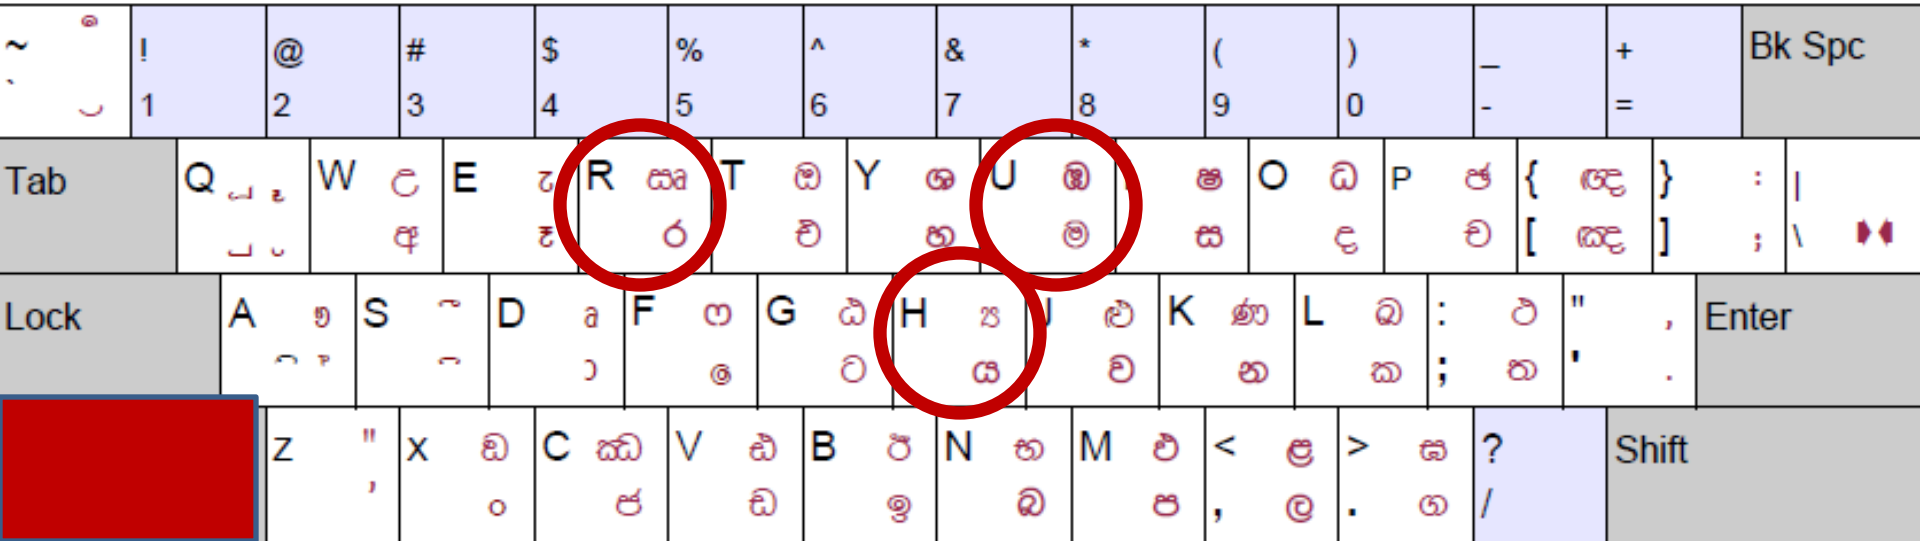 ~ ` ! 1 @ 2 # 3 $ 4 % 5 ^ 6 & 7 * 8 ( 9 ) 0 _ - + = Bk Spc
Tab Q W උ අ E R ඍ ර T ඔ එ Y ශ හ U ඹ ම ෂ ස O ධ ද P ඡ ච { [ ඥ ඤ } ] : ; | \
Lock A S D F ෆ G ඨ ට H ය J ළු ව K ණ න L ඛ ක : ; ථ ත " ' , . Enter
Z " ' X ඞ C ඣ ජ V ඪ ඩ B ඊ ඉ N භ බ M ඵ ප < , ළ ල > . ඝ ග ? / Shift